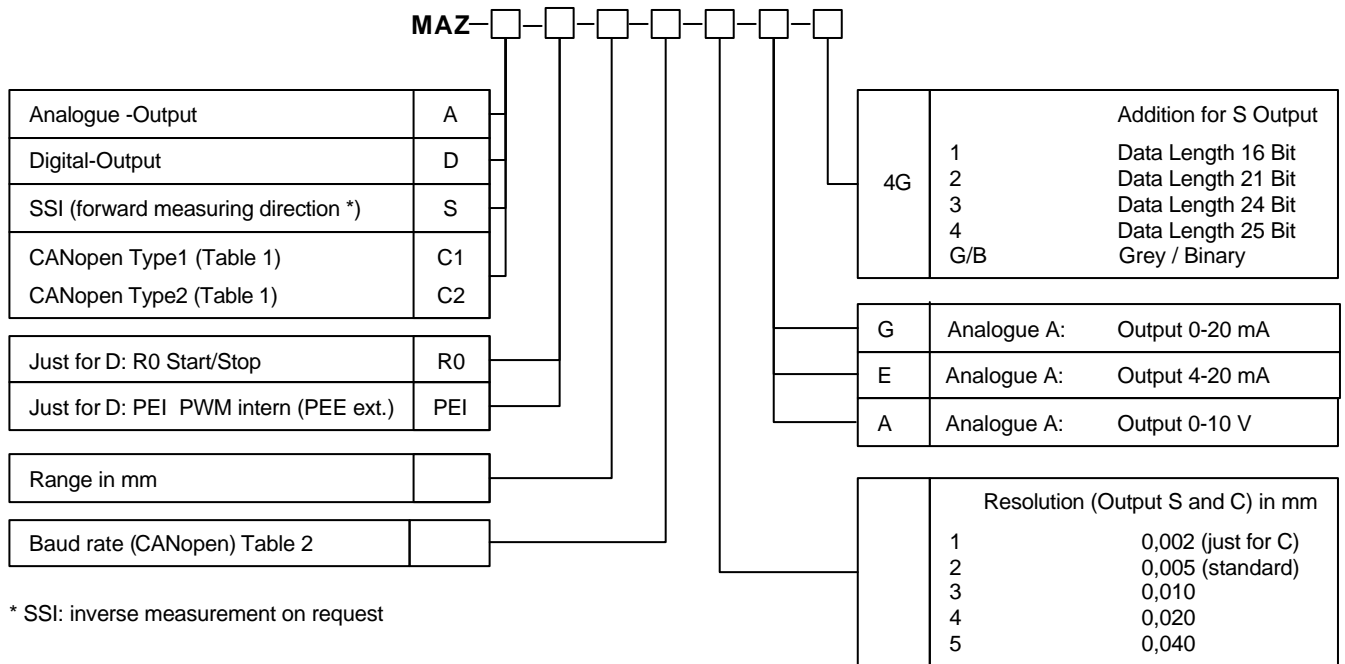 MAZ
Analogue -Output A
Digital-Output D
SSI (forward measuring direction *) S
CANopen Type1 (Table 1) C1
CANopen Type2 (Table 1) C2
Just for D: R0 Start/Stop R0
Just for D: PEI PWM intern (PEE ext.) PEI
Range in mm
Baud rate (CANopen) Table 2
* SSI: inverse measurement on request
4G
Addition for S Output
1 Data Length 16 Bit
2 Data Length 21 Bit
3 Data Length 24 Bit
4 Data Length 25 Bit
G/B Grey / Binary
G Analogue A: Output 0-20 mA
E Analogue A: Output 4-20 mA
A Analogue A: Output 0-10 V
Resolution (Output S and C) in mm
1 0,002 (just for C)
2 0,005 (standard)
3 0,010
4 0,020
5 0,040